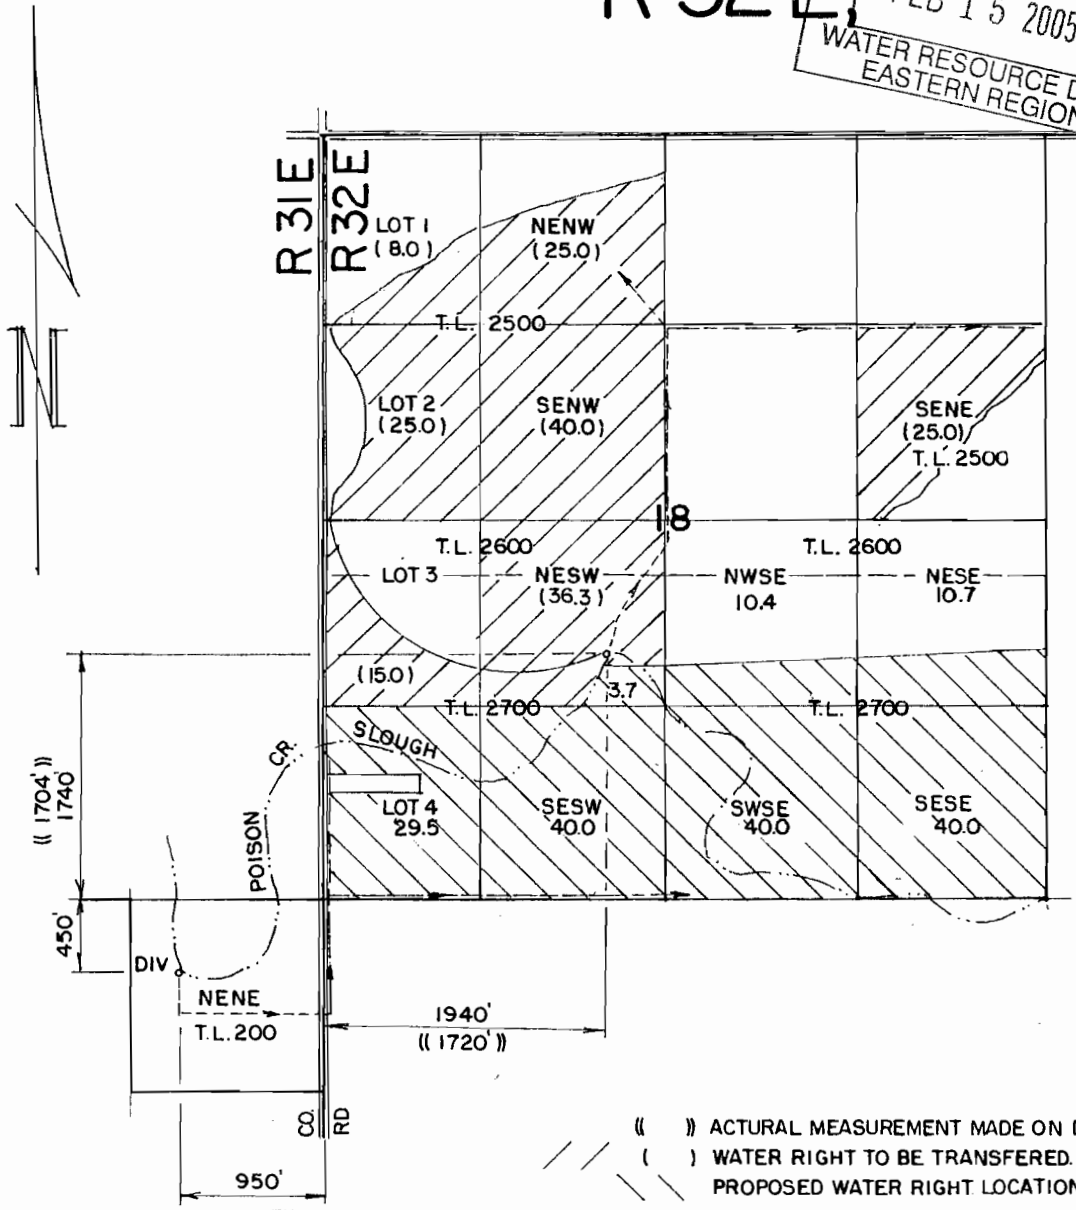 R 32 E,
FEB 15 2005
WATER RESOURCE D
EASTERN REGION
R 31 E
R 32 E
LOT 1
(8.0)
NENW
(25.0)
T.L. 2500
N
LOT 2
(25.0)
SENW
(40.0)
SENE
(25.0)
T.L. 2500
18
T.L. 2600
T.L. 2600
LOT 3
NESW
(36.3)
NWSE
10.4
NESE
10.7
(15.0)
3.7
T.L. 2700
T.L. 2700
SLOUGH
CR.
POISON
LOT 4
29.5
SESW
40.0
SWSE
40.0
SESE
40.0
(( 1704' ))
1740'
450'
DIV
NENE
T.L. 200
1940'
(( 1720' ))
CO. RD
950'
(( )) ACTURAL MEASUREMENT MADE ON
( ) WATER RIGHT TO BE TRANSFERED.
PROPOSED WATER RIGHT LOCATION